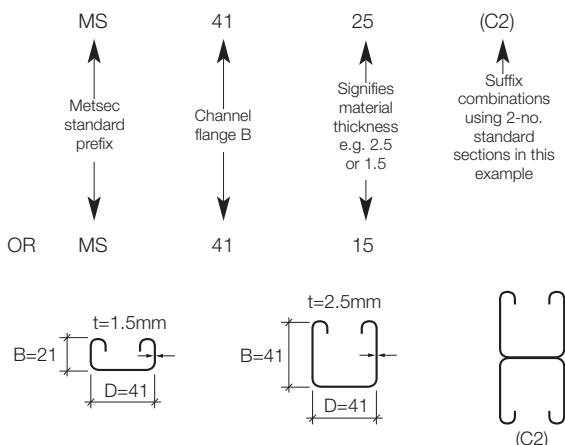 MS 41 25 (C2)
Metsec
standard
prefix
Channel
flange B
Signifies
material
thickness
e.g. 2.5
or 1.5
Suffix
combinations
using 2-no.
standard
sections in this
example
OR MS 41 15
t=1.5mm
B=21
D=41
t=2.5mm
B=41
D=41
(C2)